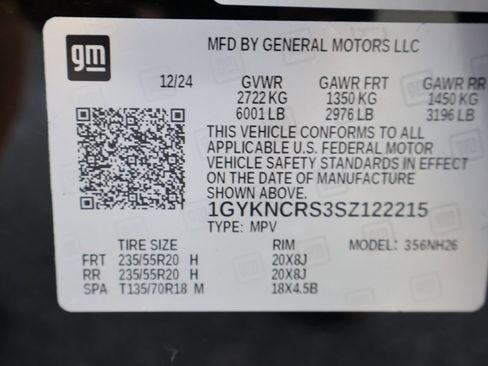 gm
MFD BY GENERAL MOTORS LLC
12/24 GVWR GAWR FRT GAWR RR
2722 KG 1350 KG 1450 KG
6001 LB 2976 LB 3196 LB
THIS VEHICLE CONFORMS TO ALL
APPLICABLE U.S. FEDERAL MOTOR
VEHICLE SAFETY STANDARDS IN EFFECT
ON THE DATE OF MANUFACTURE
SHOWN ABOVE.
1GYKNCRS3SZ122215
TYPE: MPV
TIRE SIZE RIM MODEL: 356NH26
FRT 235/55R20 H 20X8J
RR 235/55R20 H 20X8J
SPA T135/70R18 M 18X4.5B